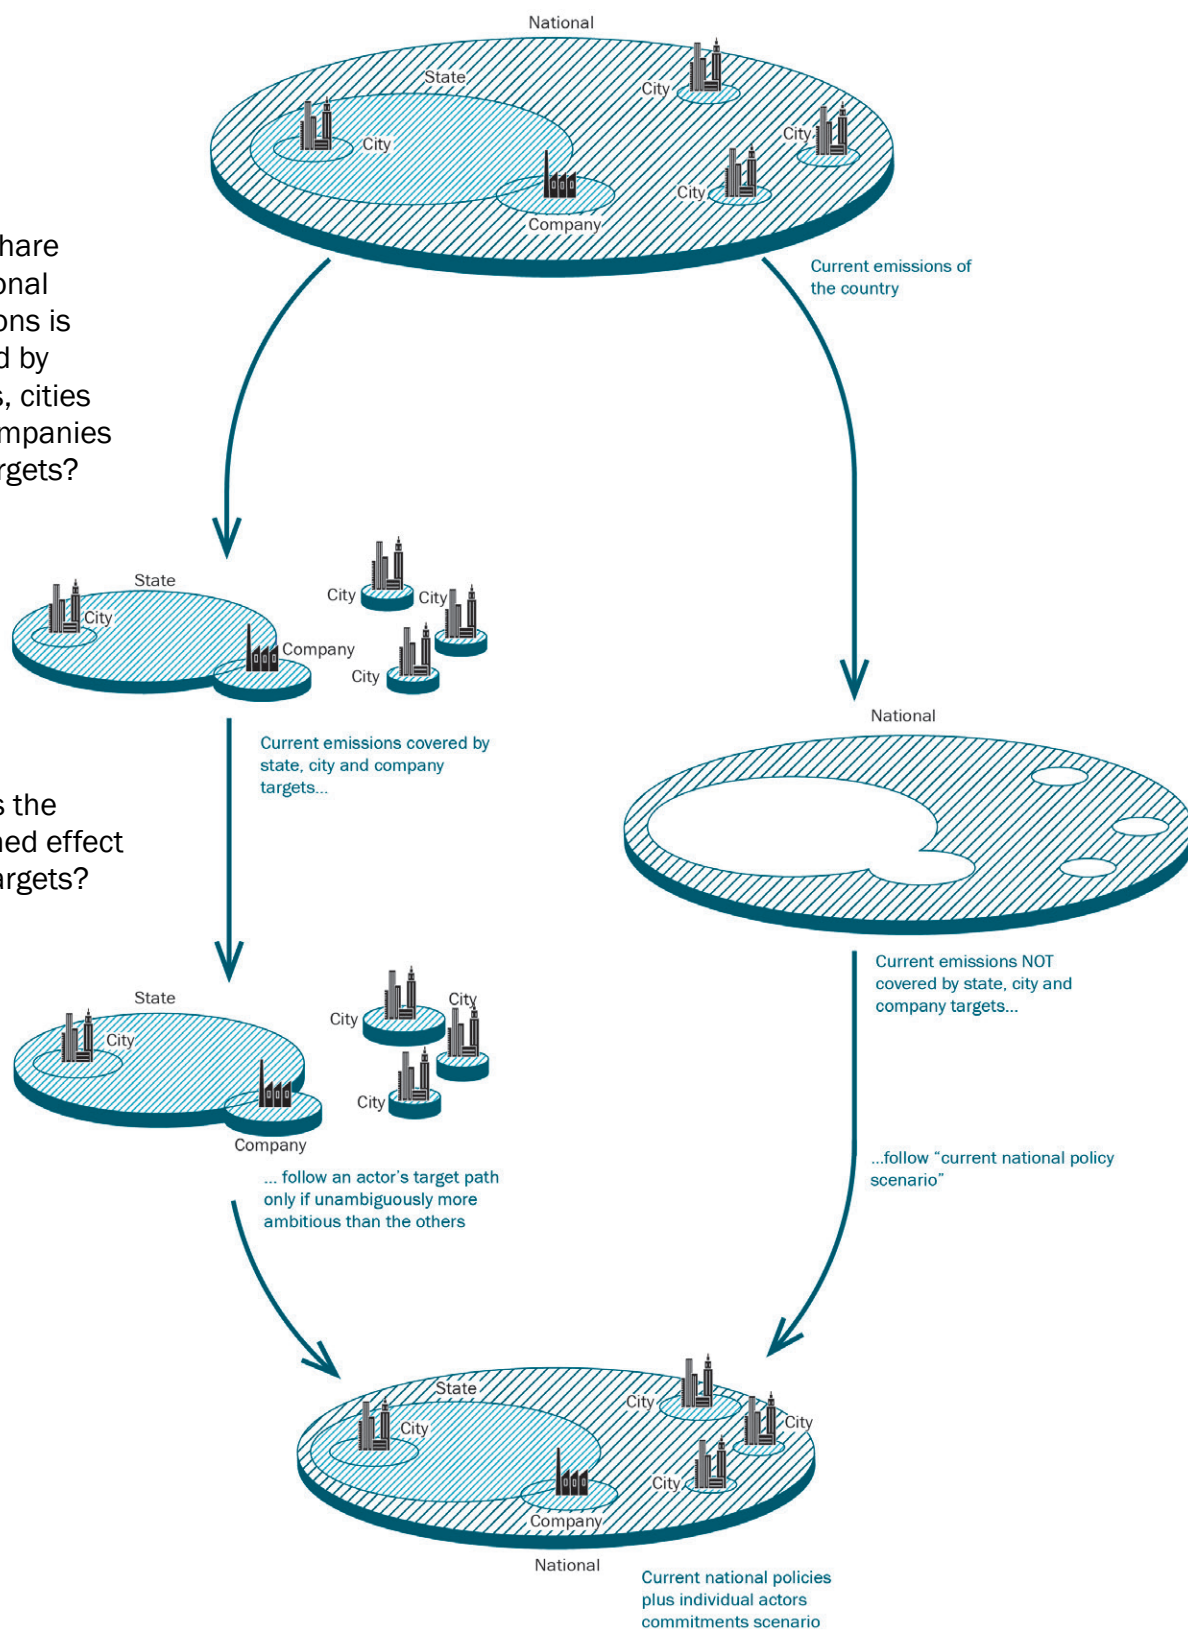 National
State
City
City
City
City
Company
Current emissions of
the country
hare
onal
ons is
d by
s, cities
mpanies
rgets?
State
City
Company
City
City
City
Current emissions covered by
state, city and company
targets...
National
s the
ned effect
argets?
Current emissions NOT
covered by state, city and
company targets...
State
City
Company
City
City
City
... follow an actor's target path
only if unambiguously more
ambitious than the others
...follow “current national policy
scenario”
State
City
City
City
City
Company
National
Current national policies
plus individual actors
commitments scenario